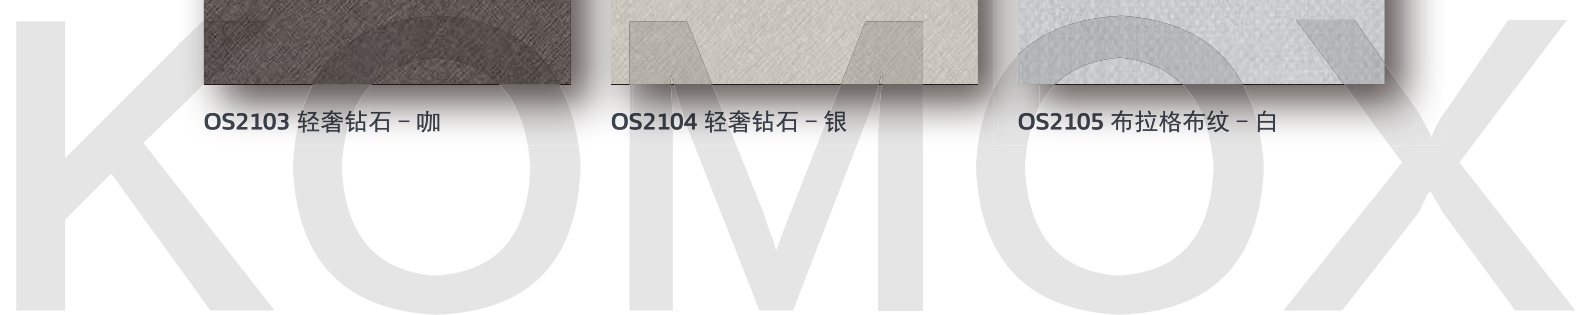 OS2103 轻奢钻石 – 咖
OS2104 轻奢钻石 – 银
OS2105 布拉格布纹 – 白
KOMOX